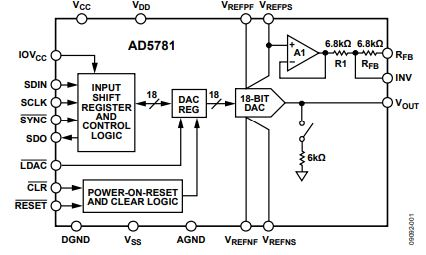 VCC VDD VREFPF VREFPS
AD5781
IOVCC
SDIN
SCLK
SYNC
SDO
LDAC
CLR
RESET
INPUT
SHIFT
REGISTER
AND
CONTROL
LOGIC
18
DAC
REG
18
18-BIT
DAC
A1
6.8kΩ 6.8kΩ
R1 RFB
RFB
INV
VOUT
6kΩ
POWER-ON-RESET
AND CLEAR LOGIC
DGND VSS AGND VREFNF VREFNS
09092-001